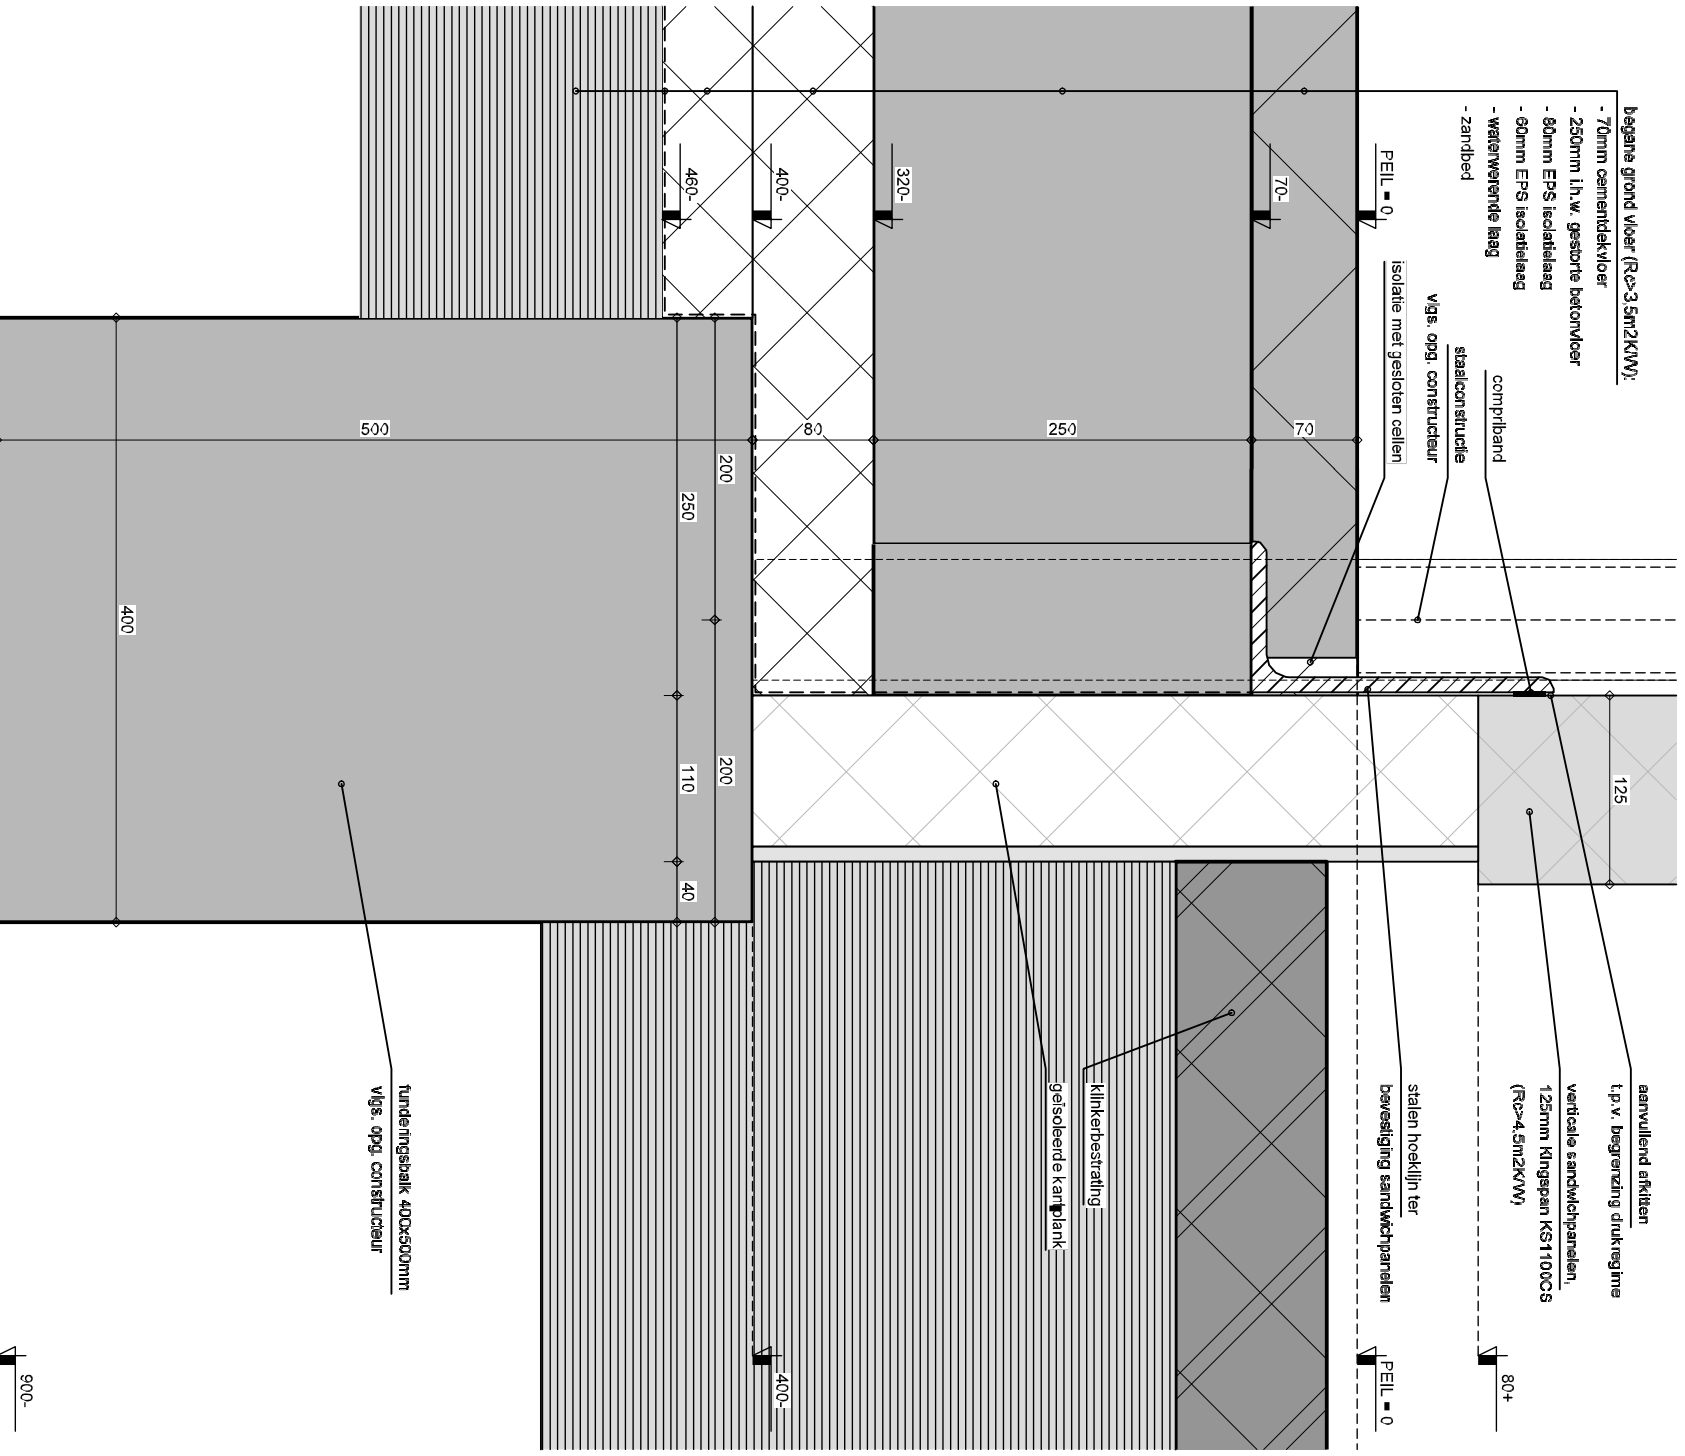 begane grond vloer (Rc>3,5m2K/W):
- 70mm cementdekvloer
- 250mm i.h.w. gestorte betonvloer
- 80mm EPS isolatielaag
- 60mm EPS isolatielaag
- waterwerende laag
- zandbed
compriband
staalconstructie
vlgs. opg. constructeur
isolatie met gesloten cellen
aanvullend afkitten
t.p.v. begrenzing drukregime
verticale sandwichpanelen,
125mm Kingspan KS1100CS
(Rc>4,5m2K/W)
stalen hoeklijn ter
bevestiging sandwichpanelen
klinkerbestrating
geïsoleerde kantplank
funderingsbalk 400x500mm
vlgs. opg. constructeur
PEIL = 0
70-
320-
400-
460-
80+
PEIL = 0
400-
900-
125
70
250
80
500
200
200
250
110
40
400